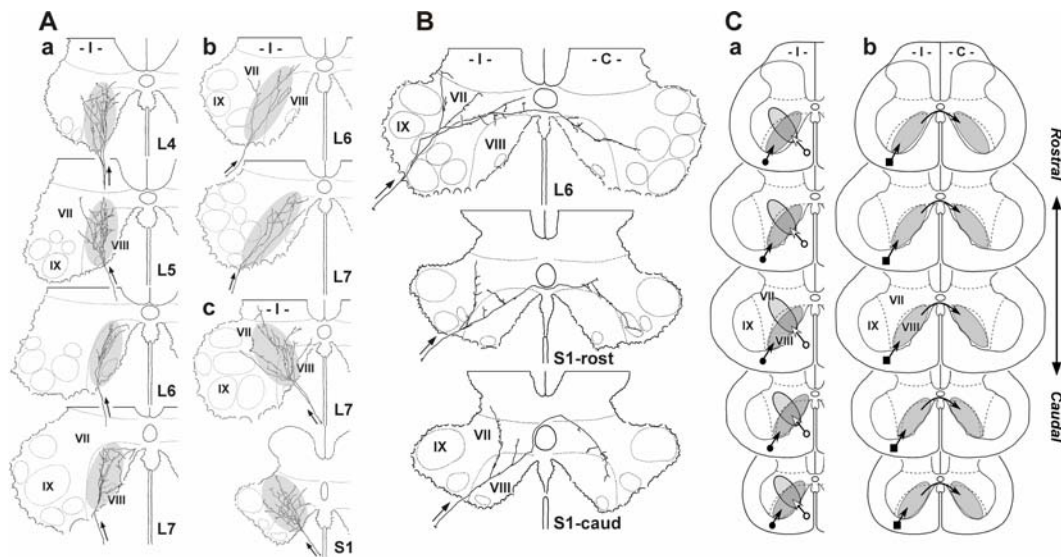 A
a
- I -
L4
VII
VIII
IX
L5
L6
VII
IX
VIII
L7
b
- I -
VII
IX
VIII
L6
L7
c
- I -
VII
VIII
IX
L7
S1
B
- I -
- C -
VII
IX
VIII
L6
S1-rost
IX
VII
VIII
S1-caud
C
a
- I -
VII
IX
VIII
b
- I -
- C -
VII
IX
VIII
Rostral
Caudal